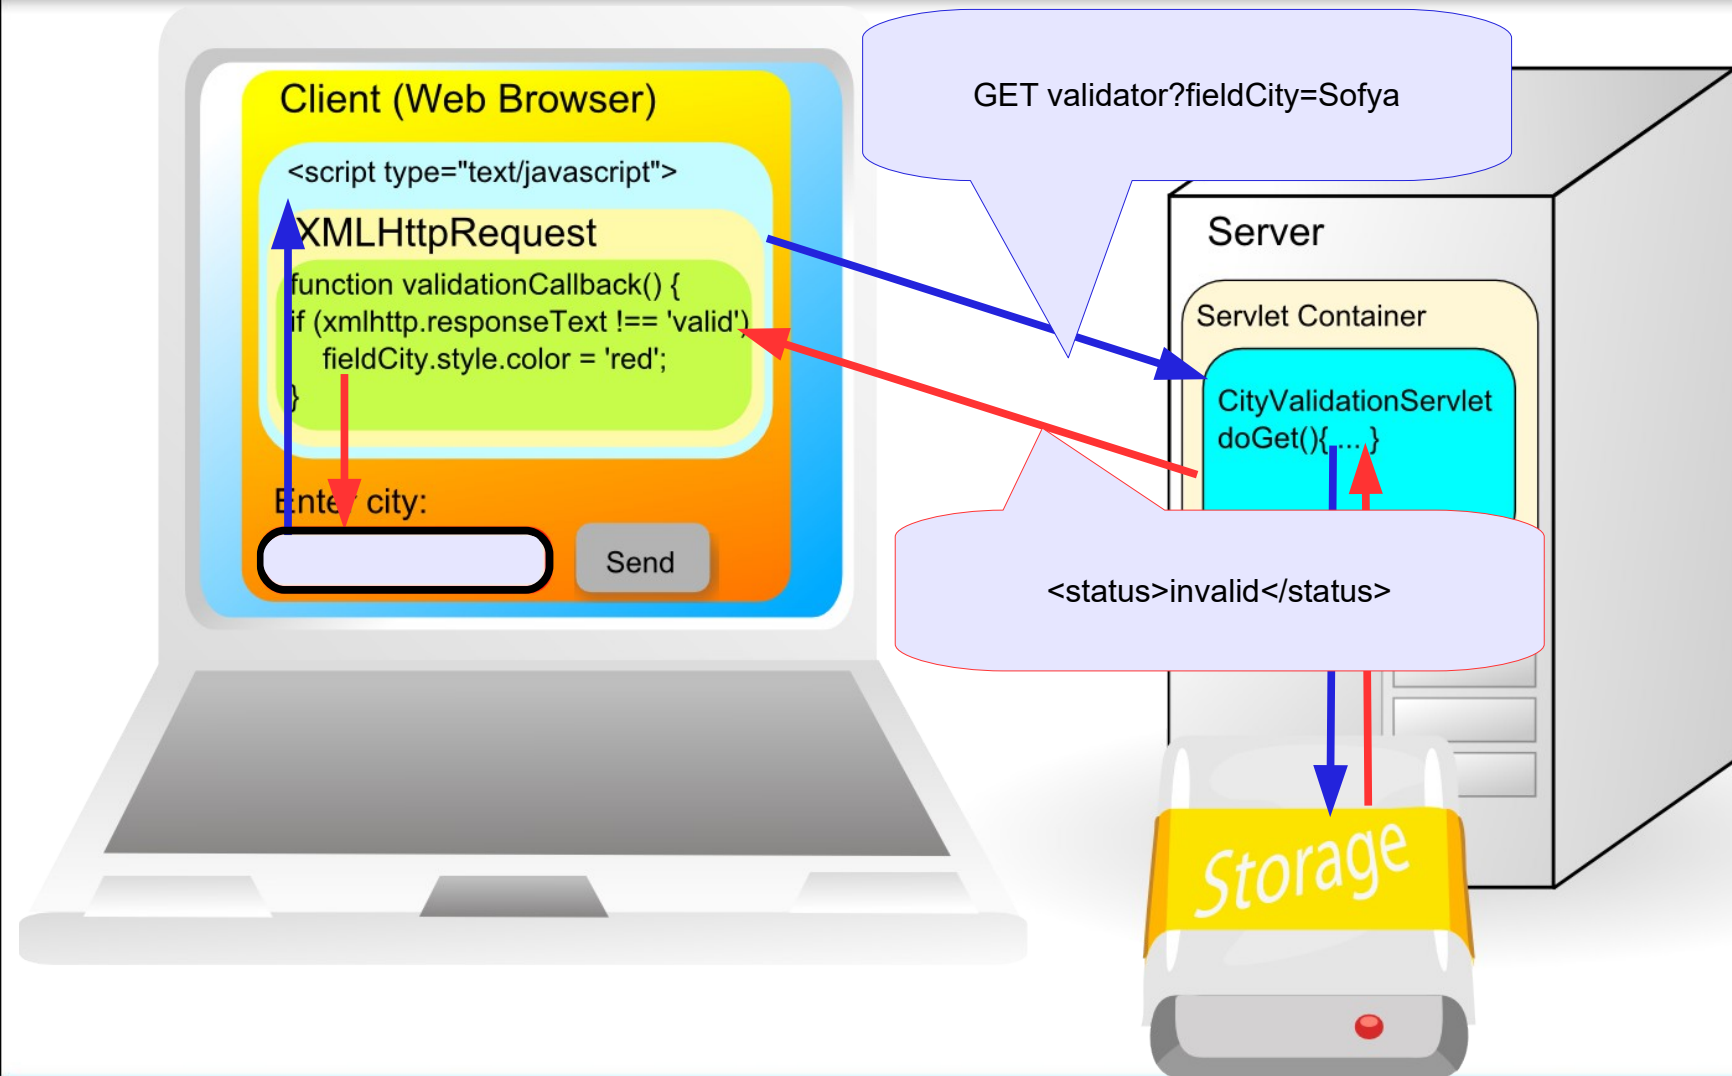 Client (Web Browser)
<script type="text/javascript">
XMLHttpRequest
function validationCallback() {
if (xmlhttp.responseText !== 'valid')
fieldCity.style.color = 'red';
}
Enter city:
Send
GET validator?fieldCity=Sofya
Server
Servlet Container
CityValidationServlet
doGet(){ .... }
<status>invalid</status>
Storage